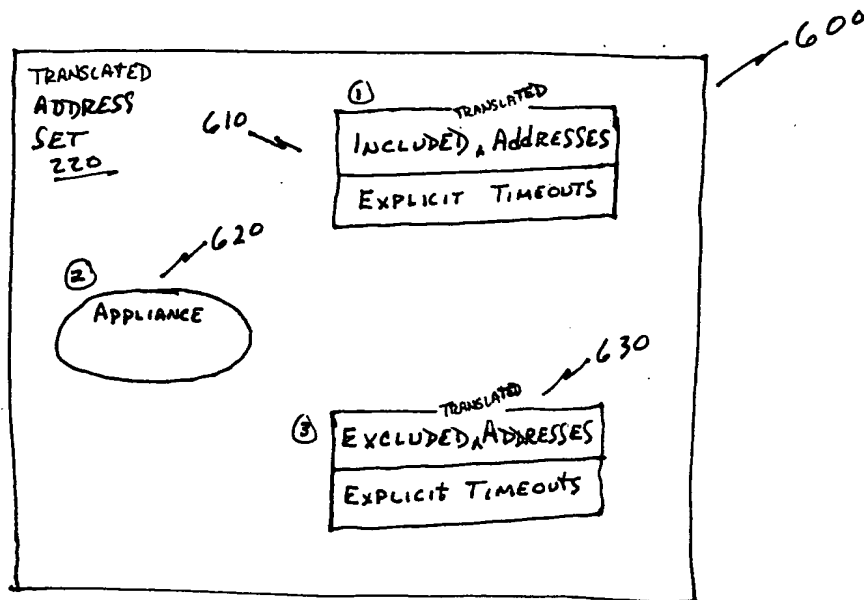 600
TRANSLATED
ADDRESS
SET
220
610
①
TRANSLATED
INCLUDED ‸ ADDRESSES
EXPLICIT TIMEOUTS
620
②
APPLIANCE
630
③
TRANSLATED
EXCLUDED ‸ ADDRESSES
EXPLICIT TIMEOUTS